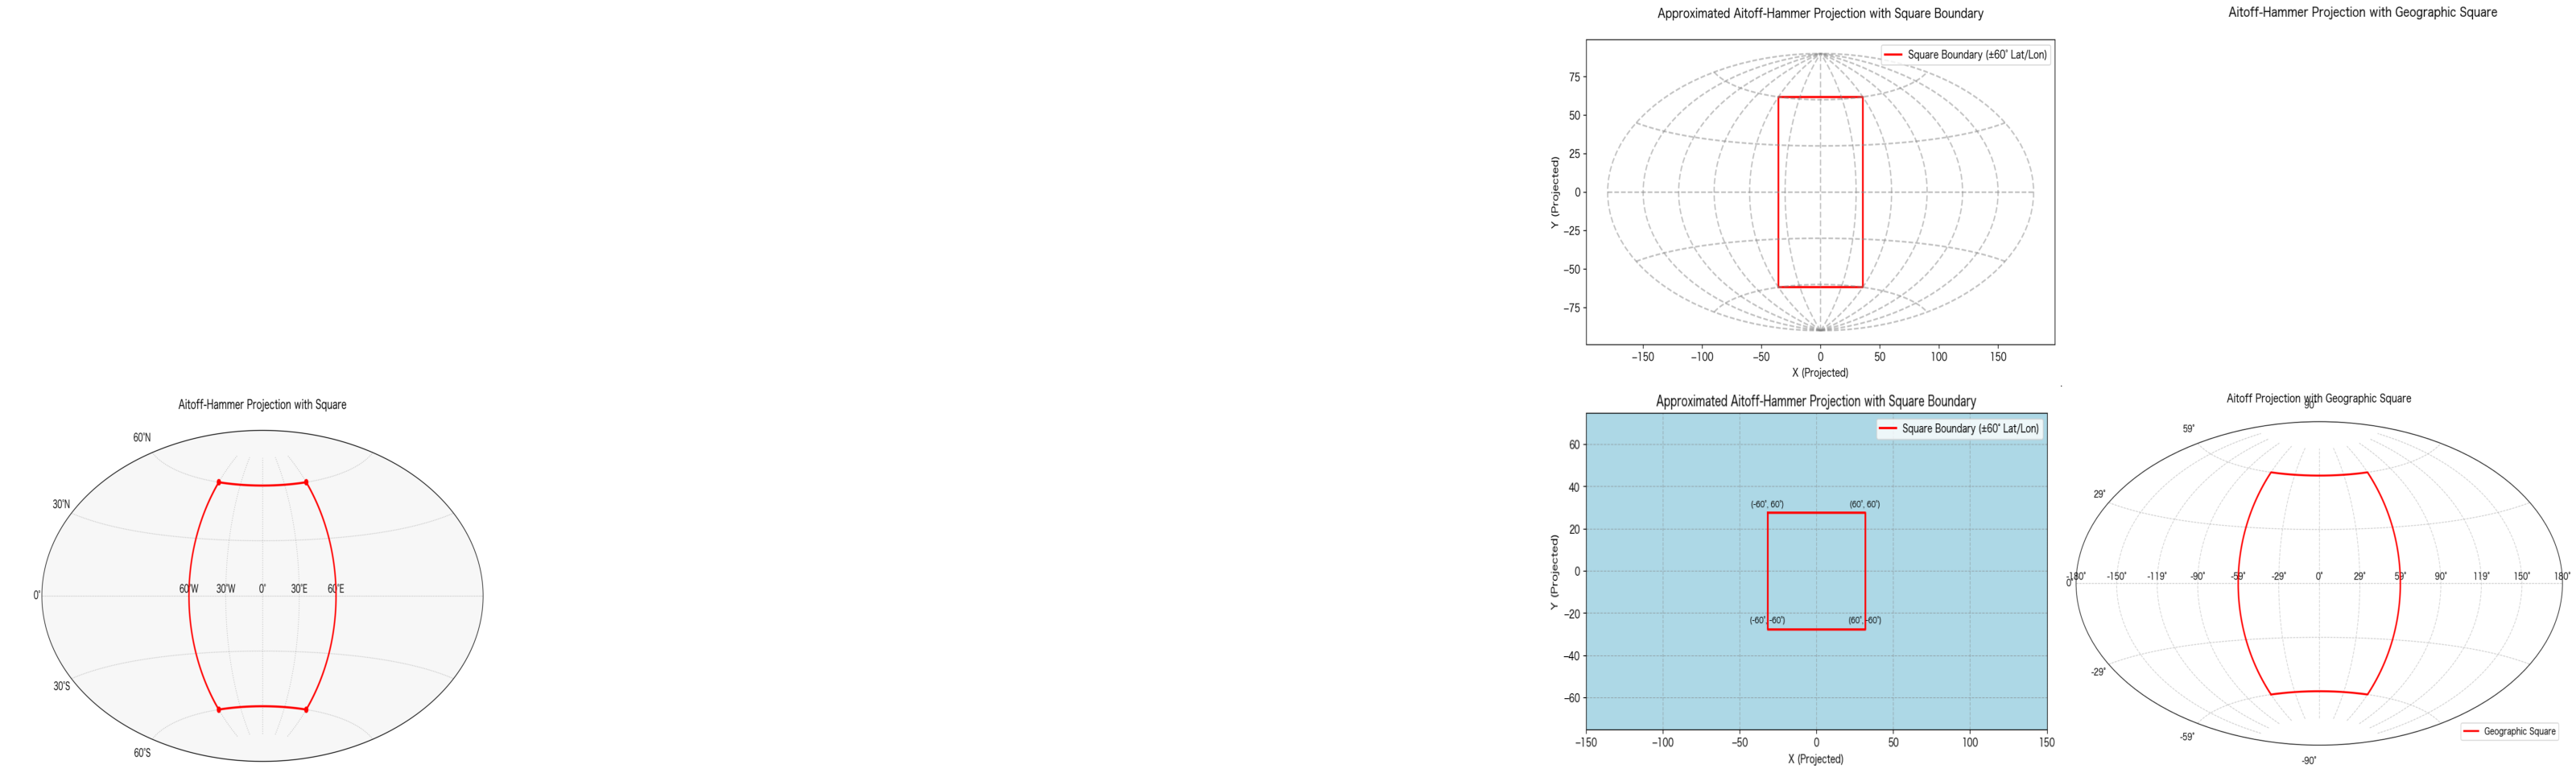 Approximated Aitoff-Hammer Projection with Square Boundary
Square Boundary (±60° Lat/Lon)
75
50
25
0
−25
−50
−75
Y (Projected)
−150
−100
−50
0
50
100
150
X (Projected)
Aitoff-Hammer Projection with Geographic Square
Aitoff-Hammer Projection with Square
60°N
30°N
0°
30°S
60°S
60°W
30°W
0°
30°E
60°E
Approximated Aitoff-Hammer Projection with Square Boundary
Square Boundary (±60° Lat/Lon)
60
40
20
0
−20
−40
−60
Y (Projected)
(-60°, 60°)
(60°, 60°)
(-60°, -60°)
(60°, -60°)
−150
−100
−50
0
50
100
150
X (Projected)
Aitoff Projection with Geographic Square
90°
59°
29°
0°
-29°
-59°
-90°
-180°
-150°
-119°
-90°
-59°
-29°
0°
29°
59°
90°
119°
150°
180°
Geographic Square